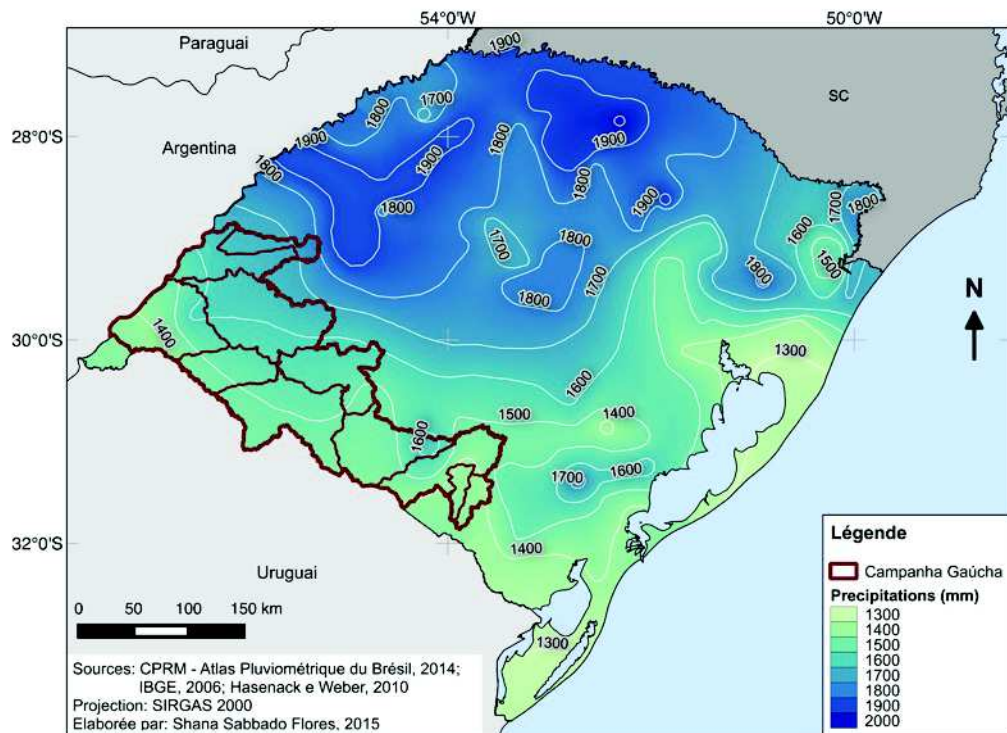 54°0'W
50°0'W
Paraguai
1900
SC
1700
1800
28°0'S
1900
Argentina
1900
1800
1900
1800
1800
1800
1900
1700
1800
1800
1600
1700
1800
1500
1800
1800
1700
N
1400
30°0'S
1300
1600
1500
1400
1600
1700
1600
32°0'S
1400
Uruguai
1300
0 50 100 150 km
Sources: CPRM - Atlas Pluviométrique du Brésil, 2014;
IBGE, 2006; Hasenack e Weber, 2010
Projection: SIRGAS 2000
Elaborée par: Shana Sabbado Flores, 2015
Légende
Campanha Gaúcha
Precipitations (mm)
1300
1400
1500
1600
1700
1800
1900
2000